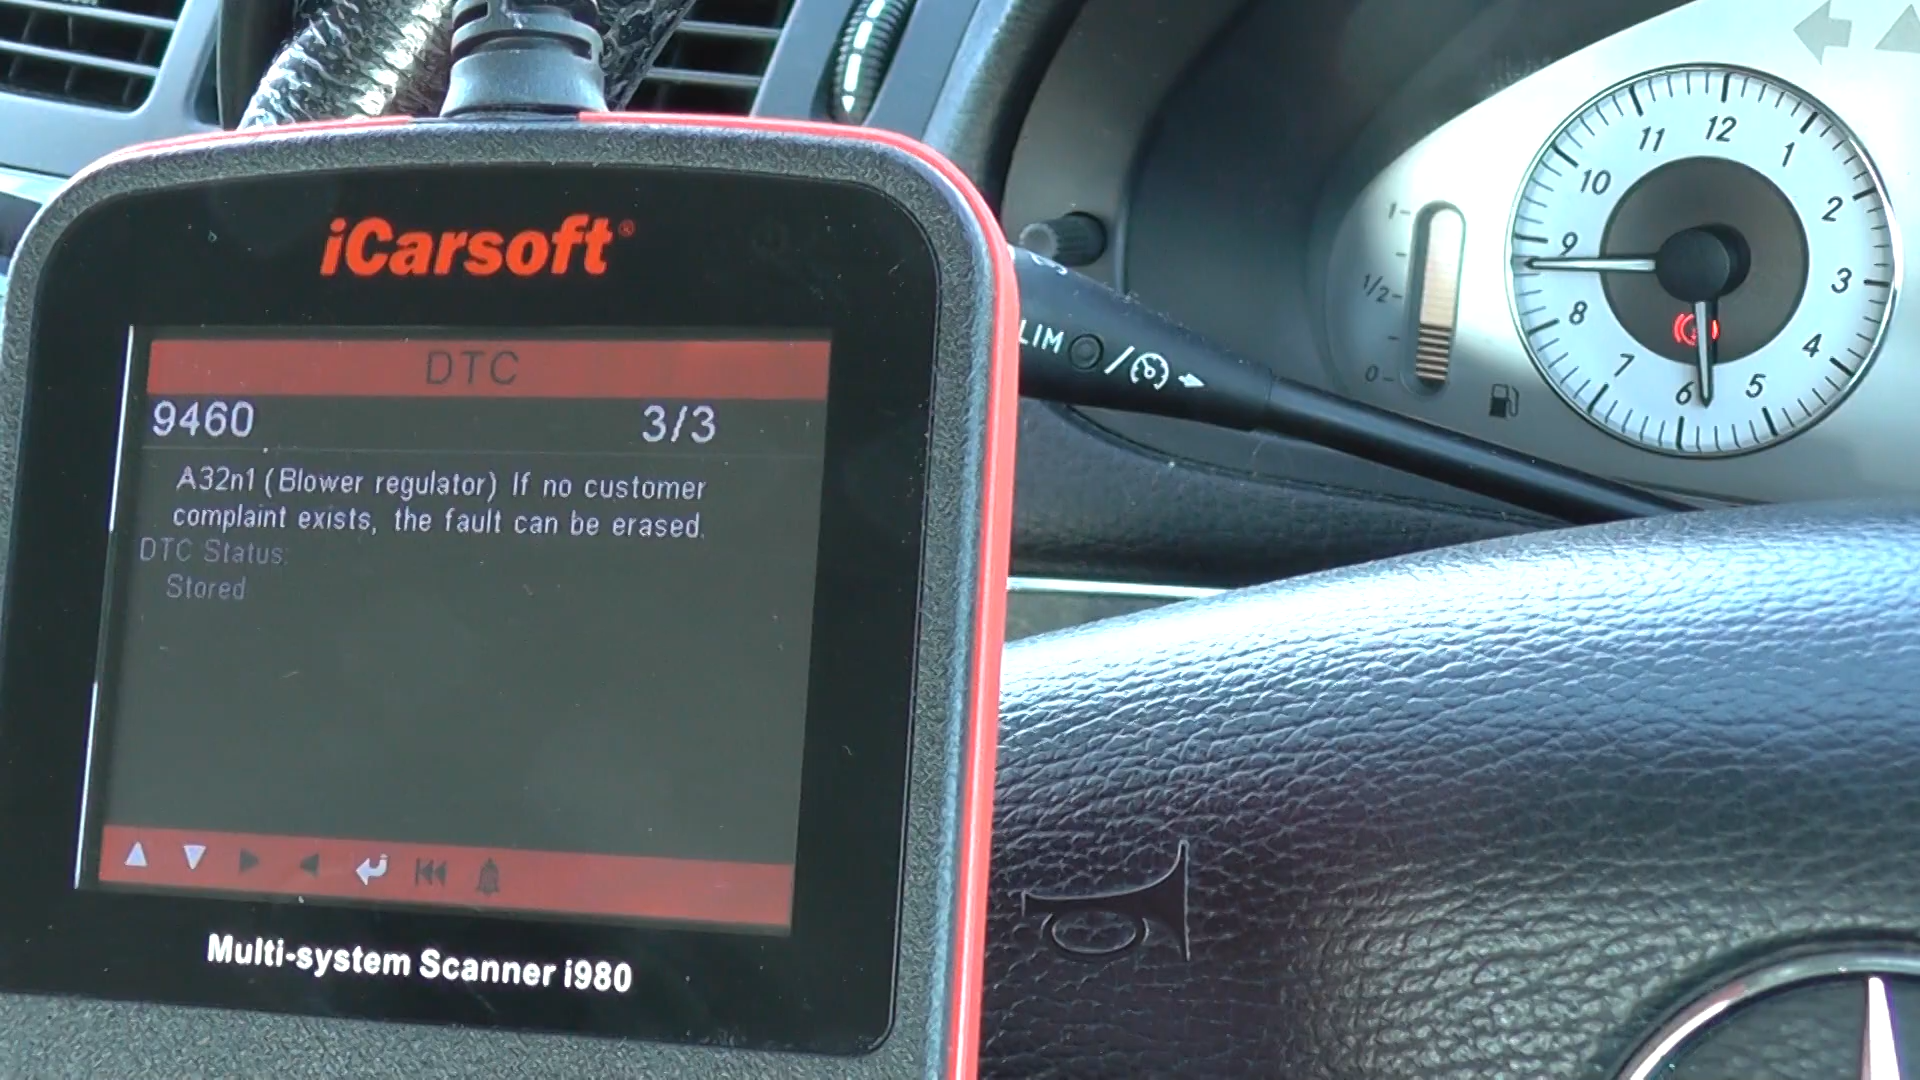 iCarsoft®
DTC
9460 3/3
A32n1 (Blower regulator) If no customer
complaint exists, the fault can be erased.
DTC Status:
Stored
Multi-system Scanner i980
LIM
1
1/2
0
12
1
2
3
4
5
6
7
8
9
10
11